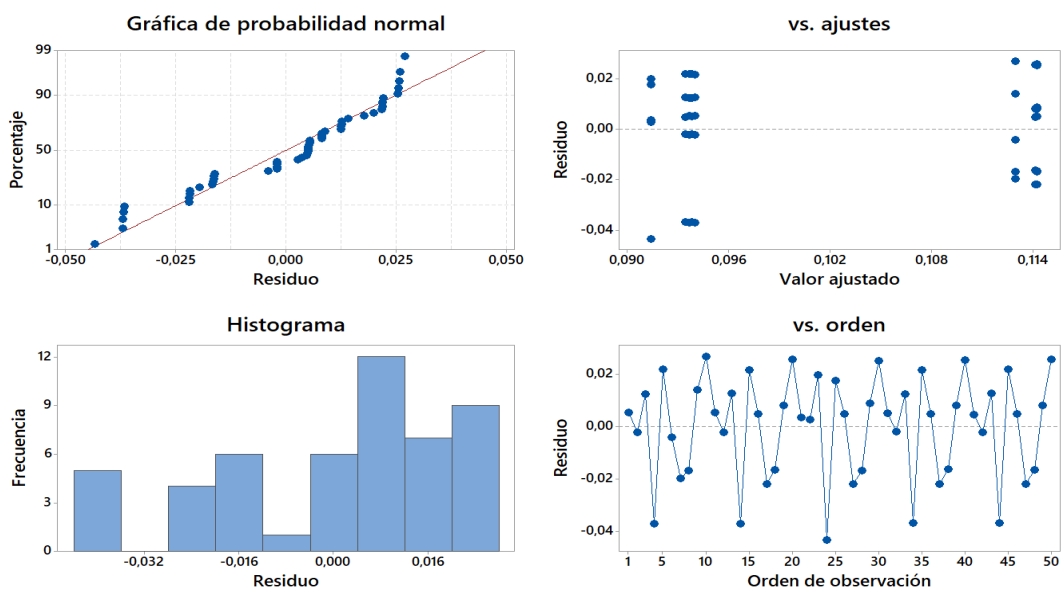 Gráfica de probabilidad normal
99
90
50
10
1
Porcentaje
-0,050 -0,025 0,000 0,025 0,050
Residuo
vs. ajustes
0,02
0,00
-0,02
-0,04
Residuo
0,090 0,096 0,102 0,108 0,114
Valor ajustado
Histograma
12
9
6
3
0
Frecuencia
-0,032 -0,016 0,000 0,016
Residuo
vs. orden
0,02
0,00
-0,02
-0,04
Residuo
1 5 10 15 20 25 30 35 40 45 50
Orden de observación